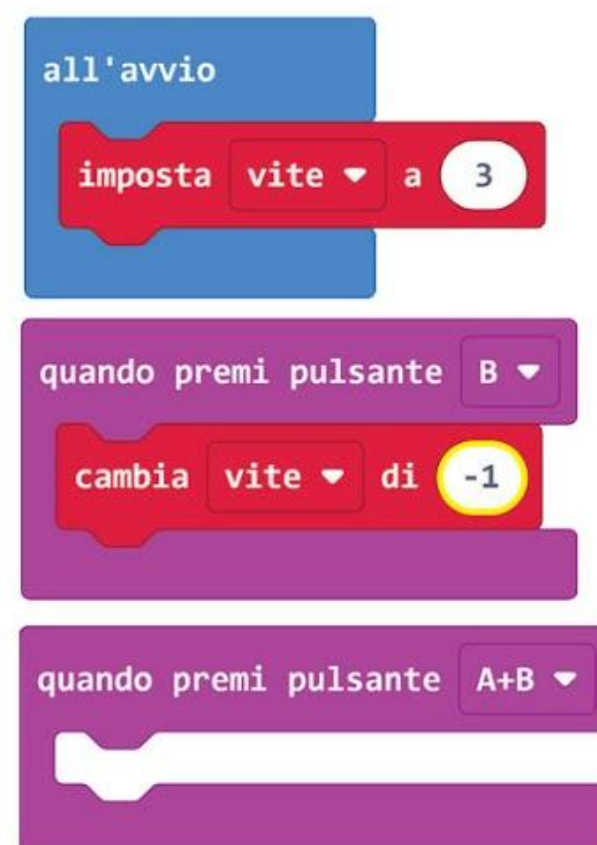 all'avvio
imposta vite a 3
quando premi pulsante B
cambia vite di -1
quando premi pulsante A+B